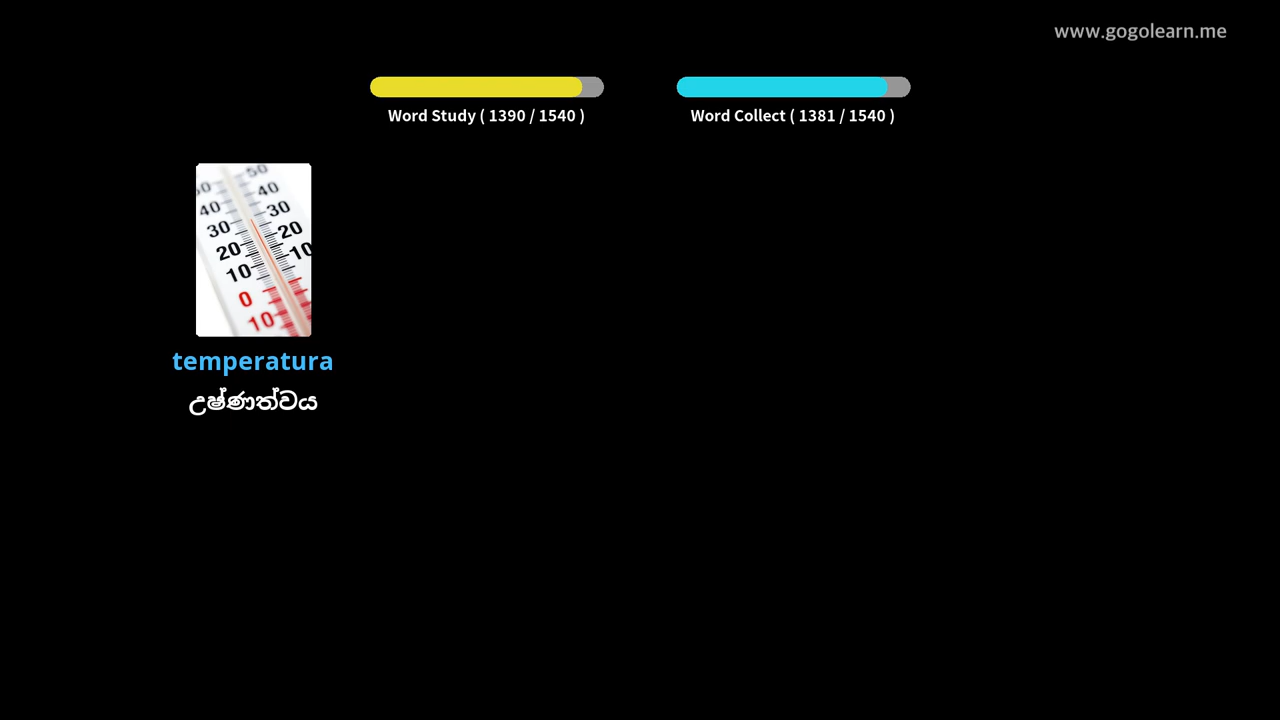 www.gogolearn.me
Word Study ( 1390 / 1540 )
Word Collect ( 1381 / 1540 )
50
50 40
40 30
30 20
20 10
10
0
10
temperatura
උෂ්ණත්වය